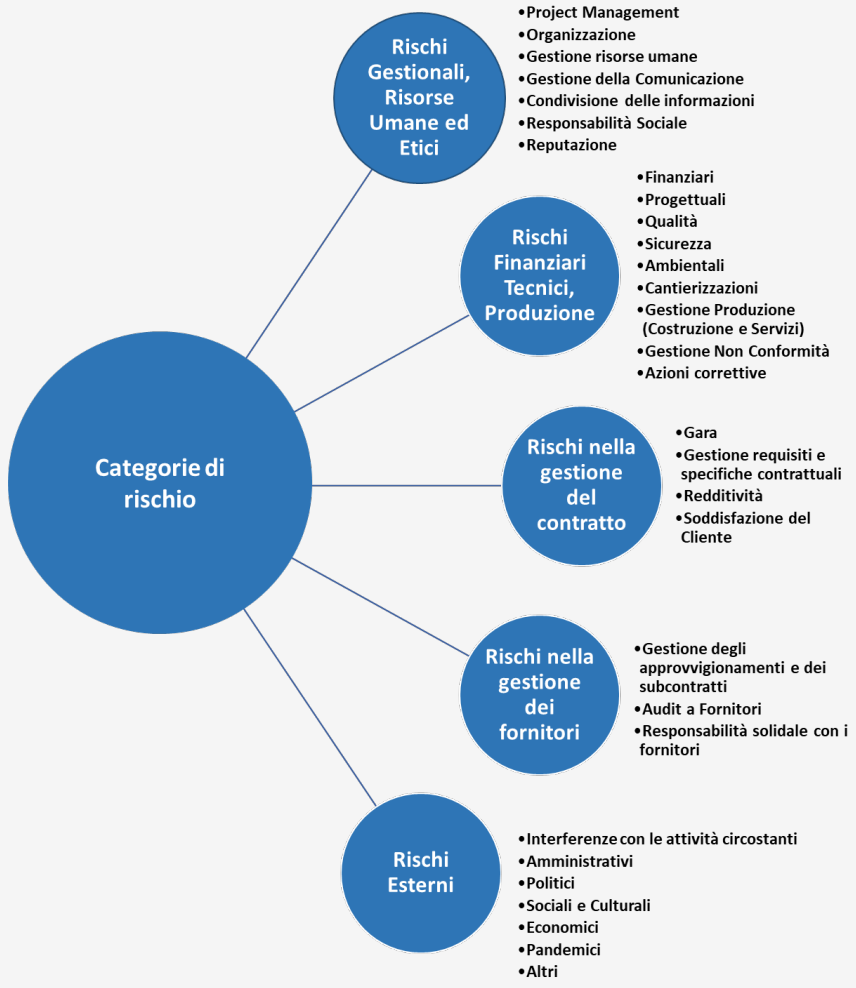 Rischi
Gestionali,
Risorse
Umane ed
Etici
•Project Management
•Organizzazione
•Gestione risorse umane
•Gestione della Comunicazione
•Condivisione delle informazioni
•Responsabilità Sociale
•Reputazione
Rischi
Finanziari
Tecnici,
Produzione
•Finanziari
•Progettuali
•Qualità
•Sicurezza
•Ambientali
•Cantierizzazioni
•Gestione Produzione
(Costruzione e Servizi)
•Gestione Non Conformità
•Azioni correttive
Categorie di
rischio
Rischi nella
gestione
del
contratto
•Gara
•Gestione requisiti e
specifiche contrattuali
•Redditività
•Soddisfazione del
Cliente
Rischi nella
gestione
dei
fornitori
•Gestione degli
approvvigionamenti e dei
subcontratti
•Audit a Fornitori
•Responsabilità solidale con i
fornitori
Rischi
Esterni
•Interferenze con le attività circostanti
•Amministrativi
•Politici
•Sociali e Culturali
•Economici
•Pandemici
•Altri